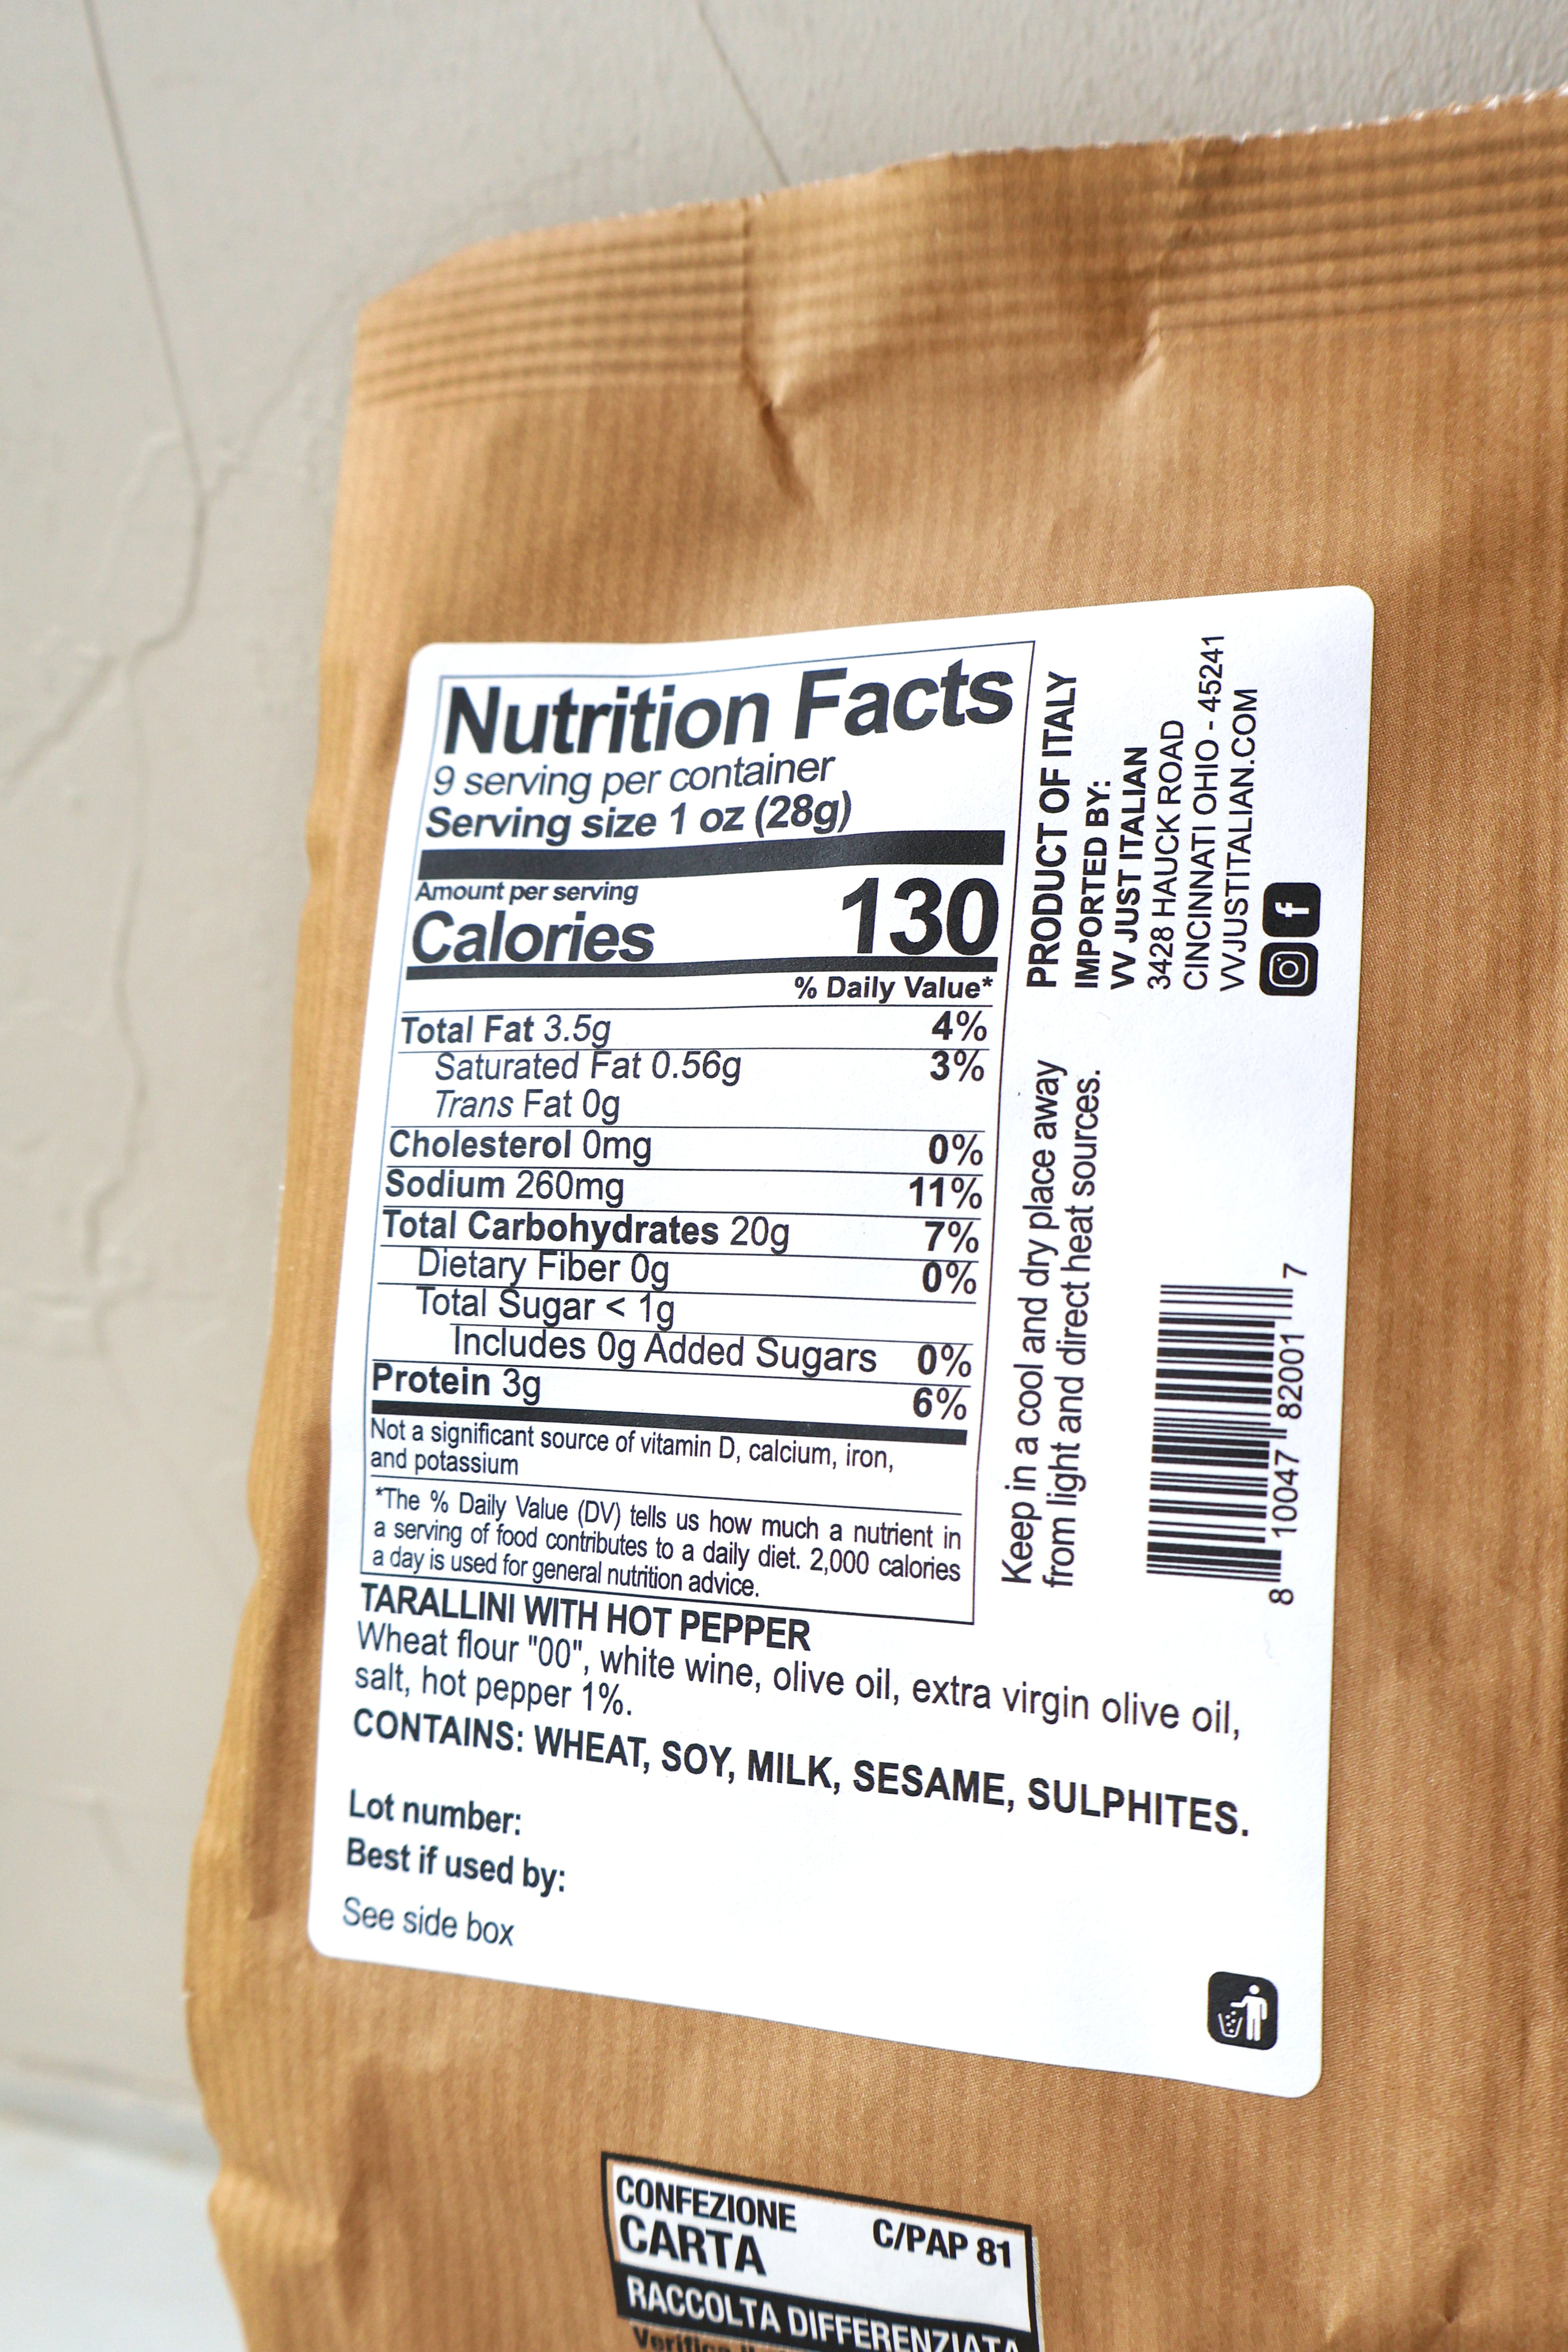 Nutrition Facts
9 serving per container
Serving size 1 oz (28g)
Amount per serving
Calories 130
% Daily Value*
Total Fat 3.5g 4%
Saturated Fat 0.56g 3%
Trans Fat 0g
Cholesterol 0mg 0%
Sodium 260mg 11%
Total Carbohydrates 20g 7%
Dietary Fiber 0g 0%
Total Sugar < 1g
Includes 0g Added Sugars 0%
Protein 3g 6%
Not a significant source of vitamin D, calcium, iron,
and potassium
*The % Daily Value (DV) tells us how much a nutrient in
a serving of food contributes to a daily diet. 2,000 calories
a day is used for general nutrition advice.
TARALLINI WITH HOT PEPPER
Wheat flour "00", white wine, olive oil, extra virgin olive oil,
salt, hot pepper 1%.
CONTAINS: WHEAT, SOY, MILK, SESAME, SULPHITES.
Lot number:
Best if used by:
See side box
PRODUCT OF ITALY
IMPORTED BY:
VV JUST ITALIAN
3428 HAUCK ROAD
CINCINNATI OHIO - 45241
VVJUSTITALIAN.COM
Keep in a cool and dry place away
from light and direct heat sources.
8 10047 82001 7
CONFEZIONE
CARTA C/PAP 81
RACCOLTA DIFFERENZIATA